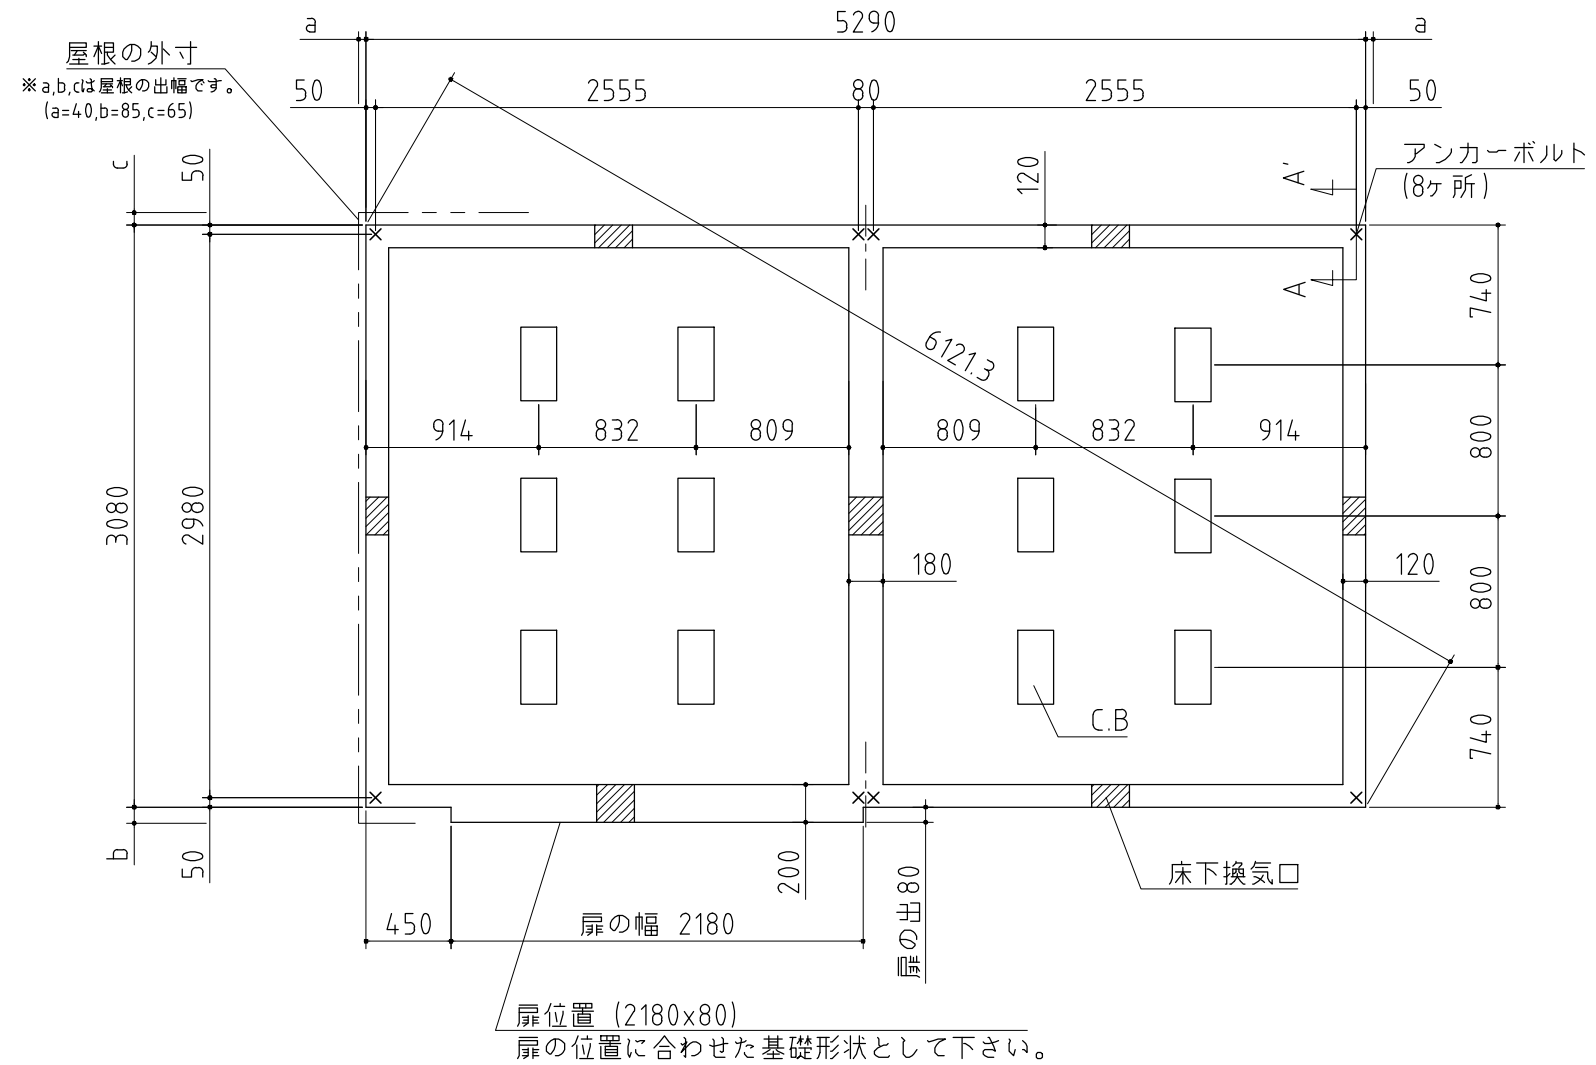 a
5290
a
屋根の外寸
※a,b,cは屋根の出幅です。
(a=40,b=85,c=65)
50
2555
80
2555
50
c
50
120
A'
アンカーボルト
(8ヶ所)
A
740
6121.3
914
832
809
809
832
914
800
3080
2980
180
120
800
C.B
740
b
50
200
扉の出80
床下換気口
450
扉の幅 2180
扉位置 (2180x80)
扉の位置に合わせた基礎形状として下さい。